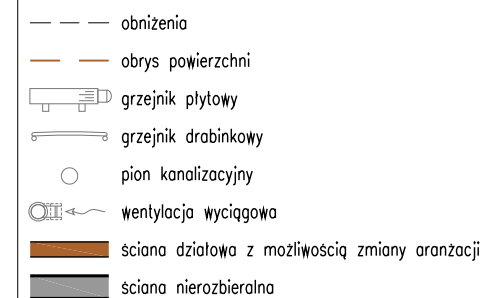 obniżenia
obrys powierzchni
grzejnik płytowy
grzejnik drabinkowy
pion kanalizacyjny
wentylacja wyciągowa
ściana działowa z możliwością zmiany aranżacji
ściana nierozbieralna